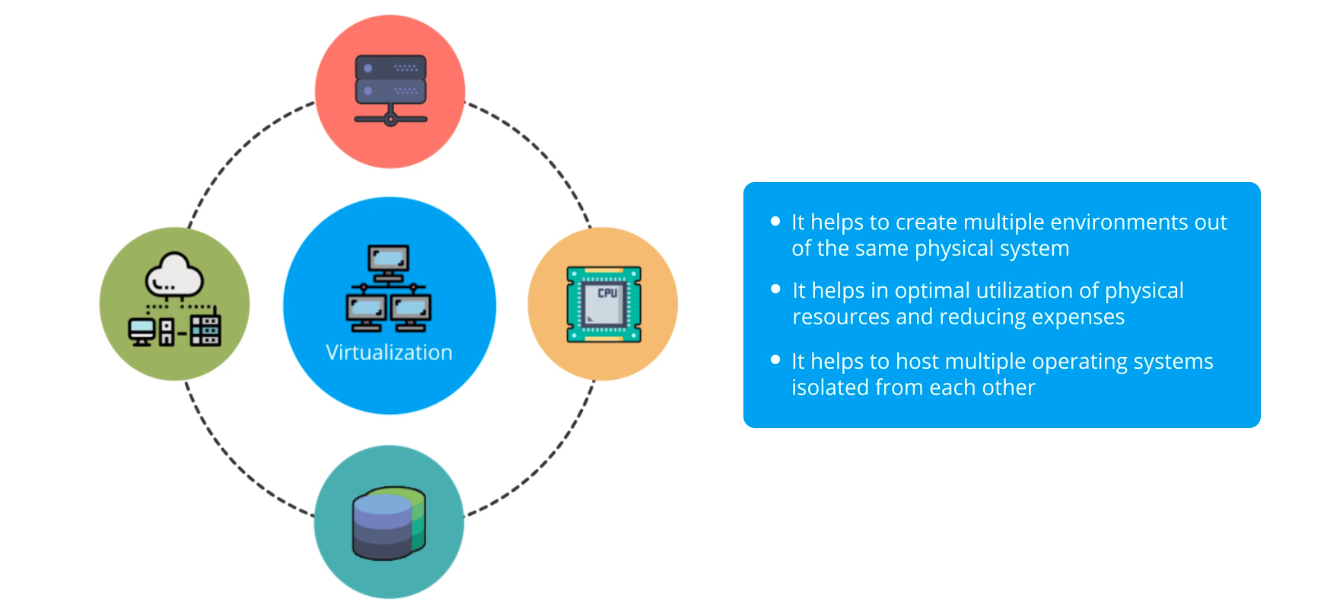 CPU
Virtualization
It helps to create multiple environments out
of the same physical system
It helps in optimal utilization of physical
resources and reducing expenses
It helps to host multiple operating systems
isolated from each other